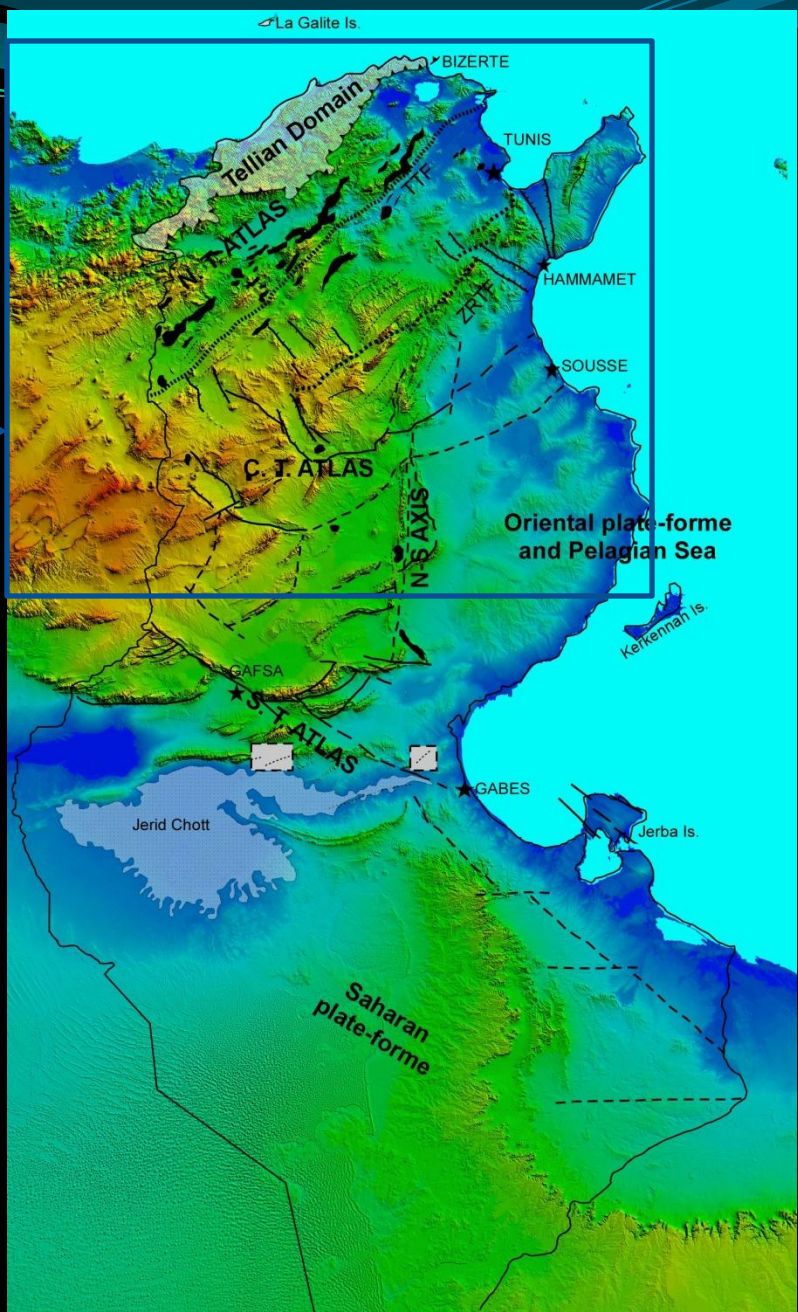 La Galite Is.
BIZERTE
Tellian Domain
TUNIS
TTF
N. T. ATLAS
HAMMAMET
ZRTF
SOUSSE
C. T. ATLAS
N-S AXIS
Oriental plate-forme
and Pelagian Sea
Kerkennah Is.
GAFSA
S. T. ATLAS
GABES
Jerid Chott
Jerba Is.
Saharan
plate-forme